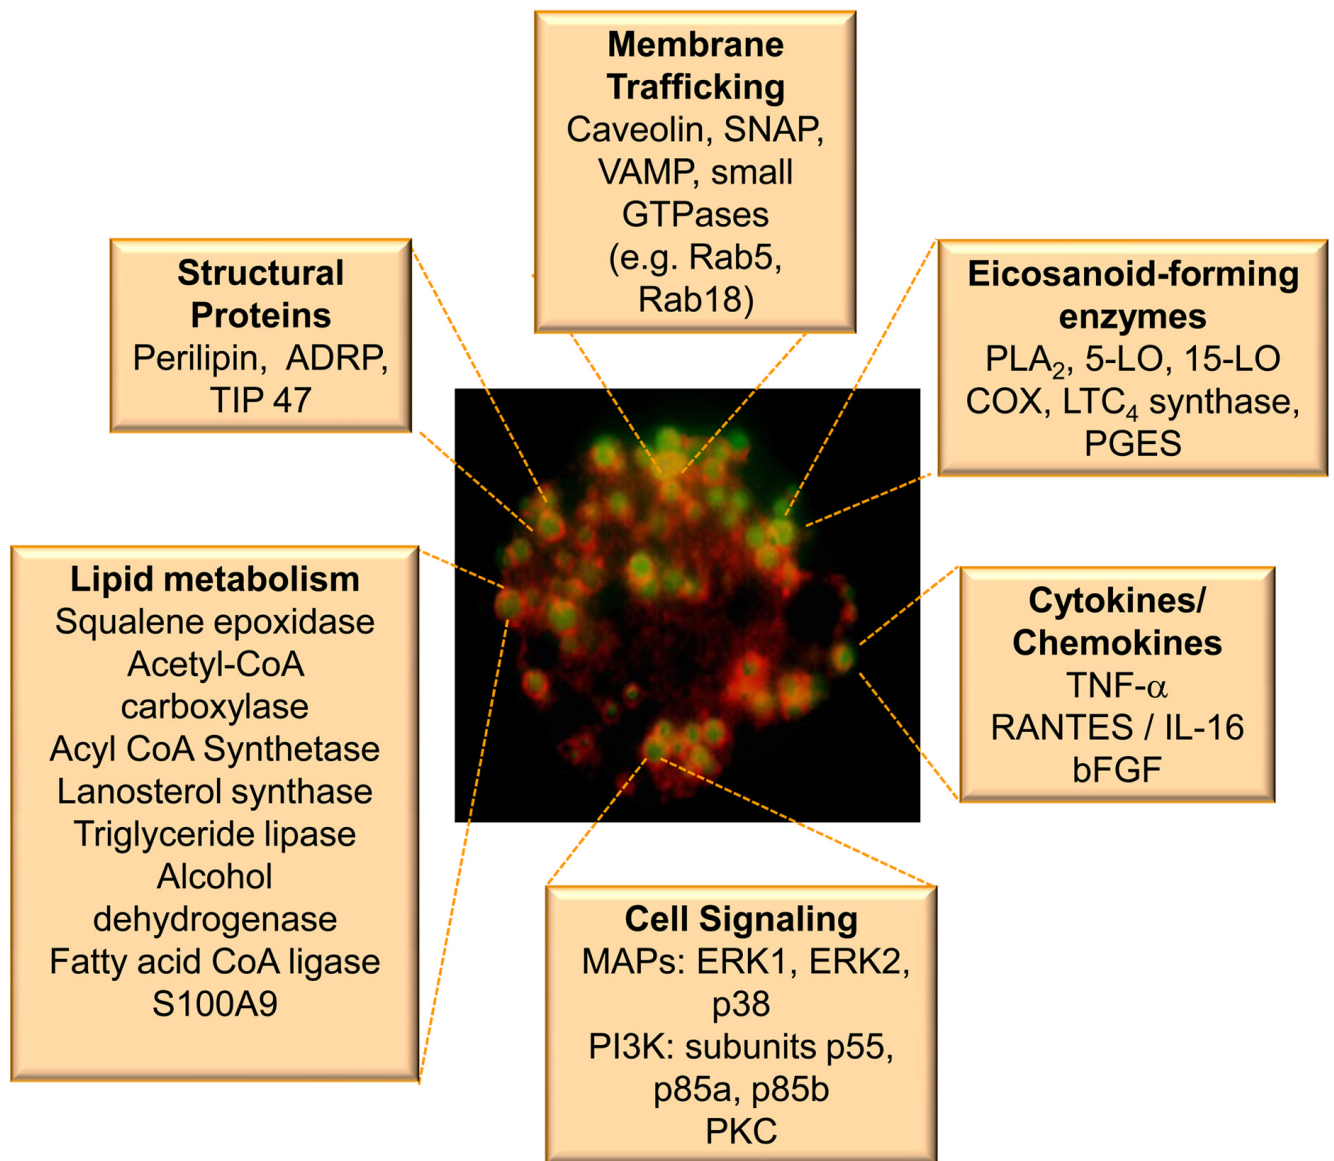 Membrane
Trafficking
Caveolin, SNAP,
VAMP, small
GTPases
(e.g. Rab5,
Rab18)
Structural
Proteins
Perilipin, ADRP,
TIP 47
Eicosanoid-forming
enzymes
PLA₂, 5-LO, 15-LO
COX, LTC₄ synthase,
PGES
Lipid metabolism
Squalene epoxidase
Acetyl-CoA
carboxylase
Acyl CoA Synthetase
Lanosterol synthase
Triglyceride lipase
Alcohol
dehydrogenase
Fatty acid CoA ligase
S100A9
Cytokines/
Chemokines
TNF-α
RANTES / IL-16
bFGF
Cell Signaling
MAPs: ERK1, ERK2,
p38
PI3K: subunits p55,
p85a, p85b
PKC